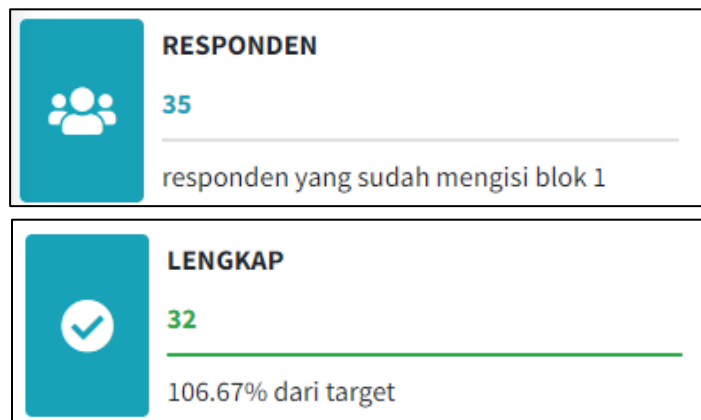 RESPONDEN
35
responden yang sudah mengisi blok 1
LENGKAP
32
106.67% dari target